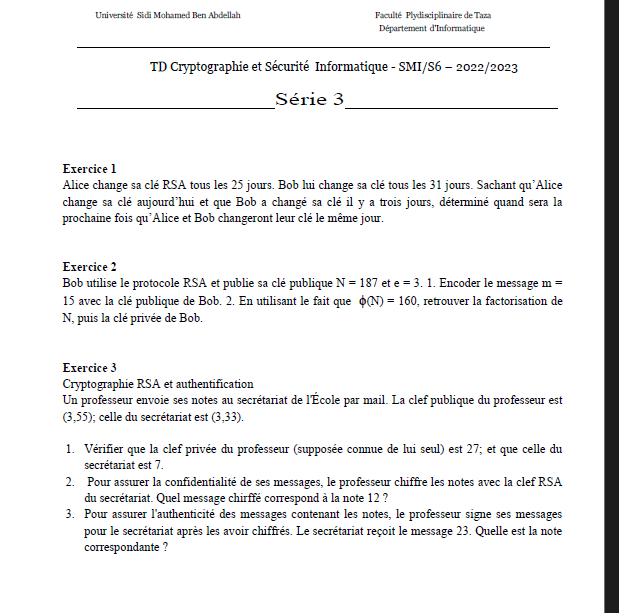 Université Sidi Mohamed Ben Abdellah
Faculté Plydisciplinaire de Taza
Département d'Informatique
TD Cryptographie et Sécurité Informatique - SMI/S6 – 2022/2023
Série 3
Exercice 1
Alice change sa clé RSA tous les 25 jours. Bob lui change sa clé tous les 31 jours. Sachant qu'Alice
change sa clé aujourd'hui et que Bob a changé sa clé il y a trois jours, déterminé quand sera la
prochaine fois qu'Alice et Bob changeront leur clé le même jour.
Exercice 2
Bob utilise le protocole RSA et publie sa clé publique N = 187 et e = 3. 1. Encoder le message m =
15 avec la clé publique de Bob. 2. En utilisant le fait que ϕ(N) = 160, retrouver la factorisation de
N, puis la clé privée de Bob.
Exercice 3
Cryptographie RSA et authentification
Un professeur envoie ses notes au secrétariat de l'École par mail. La clef publique du professeur est
(3,55); celle du secrétariat est (3,33).
1. Vérifier que la clef privée du professeur (supposée connue de lui seul) est 27; et que celle du
secrétariat est 7.
2. Pour assurer la confidentialité de ses messages, le professeur chiffre les notes avec la clef RSA
du secrétariat. Quel message chirffé correspond à la note 12 ?
3. Pour assurer l'authenticité des messages contenant les notes, le professeur signe ses messages
pour le secrétariat après les avoir chiffrés. Le secrétariat reçoit le message 23. Quelle est la note
correspondante ?